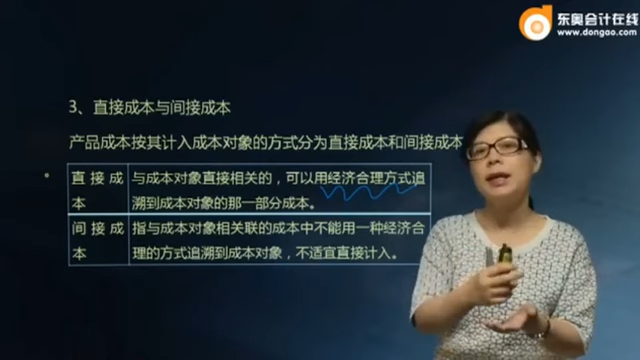 东奥会计在线
www.dongao.com
3、直接成本与间接成本
产品成本按其计入成本对象的方式分为直接成本和间接成本
直接成
本
与成本对象直接相关的，可以用经济合理方式追
溯到成本对象的那一部分成本。
间接成
本
指与成本对象相关联的成本中不能用一种经济合
理的方式追溯到成本对象，不适宜直接计入。